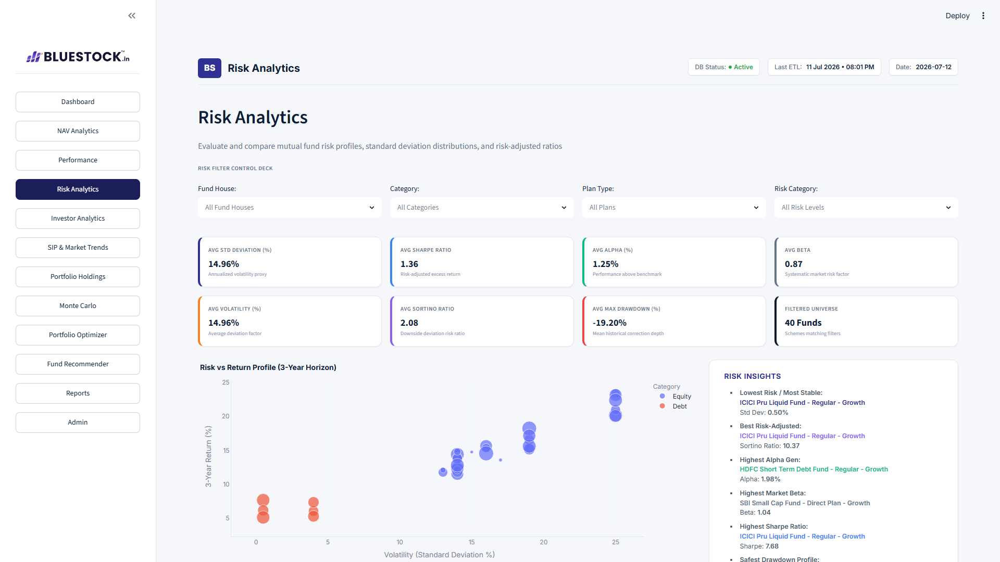 Deploy
BLUESTOCK™.in
Dashboard
NAV Analytics
Performance
Risk Analytics
Investor Analytics
SIP & Market Trends
Portfolio Holdings
Monte Carlo
Portfolio Optimizer
Fund Recommender
Reports
Admin
BS Risk Analytics
DB Status: ● Active
Last ETL: 11 Jul 2026 • 08:01 PM
Date: 2026-07-12
Risk Analytics
Evaluate and compare mutual fund risk profiles, standard deviation distributions, and risk-adjusted ratios
RISK FILTER CONTROL DECK
Fund House:
All Fund Houses
Category:
All Categories
Plan Type:
All Plans
Risk Category:
All Risk Levels
AVG STD DEVIATION (%)
14.96%
Annualized volatility proxy
AVG SHARPE RATIO
1.36
Risk-adjusted excess return
AVG ALPHA (%)
1.25%
Performance above benchmark
AVG BETA
0.87
Systematic market risk factor
AVG VOLATILITY (%)
14.96%
Average deviation factor
AVG SORTINO RATIO
2.08
Downside deviation risk ratio
AVG MAX DRAWDOWN (%)
-19.20%
Mean historical correction depth
FILTERED UNIVERSE
40 Funds
Schemes matching filters
Risk vs Return Profile (3-Year Horizon)
25
20
15
10
5
3-Year Return (%)
0
5
10
15
20
25
Volatility (Standard Deviation %)
Category
Equity
Debt
RISK INSIGHTS
• Lowest Risk / Most Stable:
ICICI Pru Liquid Fund - Regular - Growth
Std Dev: 0.50%
• Best Risk-Adjusted:
ICICI Pru Liquid Fund - Regular - Growth
Sortino Ratio: 10.37
• Highest Alpha Gen:
HDFC Short Term Debt Fund - Regular - Growth
Alpha: 1.98%
• Highest Market Beta:
SBI Small Cap Fund - Direct Plan - Growth
Beta: 1.04
• Highest Sharpe Ratio:
ICICI Pru Liquid Fund - Regular - Growth
Sharpe: 7.68
• Safest Drawdown Profile: